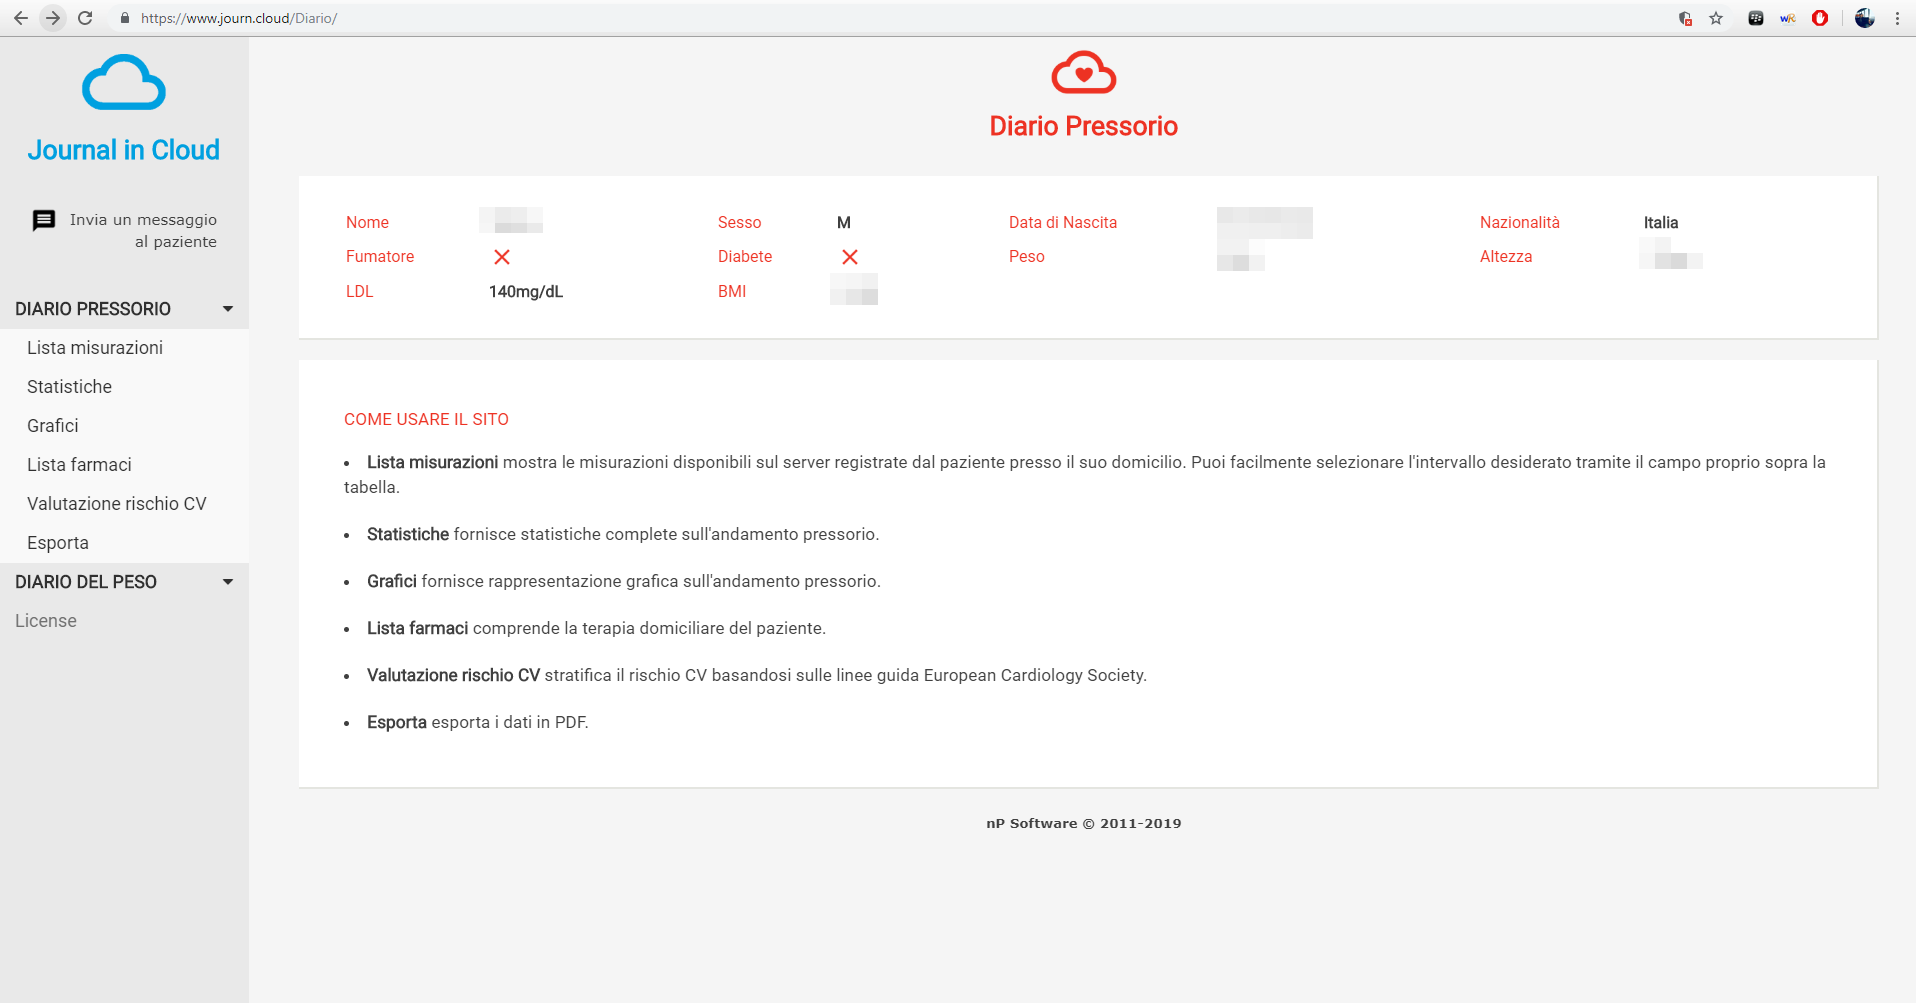 https://www.journ.cloud/Diario/
Journal in Cloud
Invia un messaggio
al paziente
DIARIO PRESSORIO
Lista misurazioni
Statistiche
Grafici
Lista farmaci
Valutazione rischio CV
Esporta
DIARIO DEL PESO
License
Diario Pressorio
Nome Sesso M Data di Nascita Nazionalità Italia
Fumatore Diabete Peso Altezza
LDL 140mg/dL BMI
COME USARE IL SITO
• Lista misurazioni mostra le misurazioni disponibili sul server registrate dal paziente presso il suo domicilio. Puoi facilmente selezionare l'intervallo desiderato tramite il campo proprio sopra la
tabella.
• Statistiche fornisce statistiche complete sull'andamento pressorio.
• Grafici fornisce rappresentazione grafica sull'andamento pressorio.
• Lista farmaci comprende la terapia domiciliare del paziente.
• Valutazione rischio CV stratifica il rischio CV basandosi sulle linee guida European Cardiology Society.
• Esporta esporta i dati in PDF.
nP Software © 2011-2019